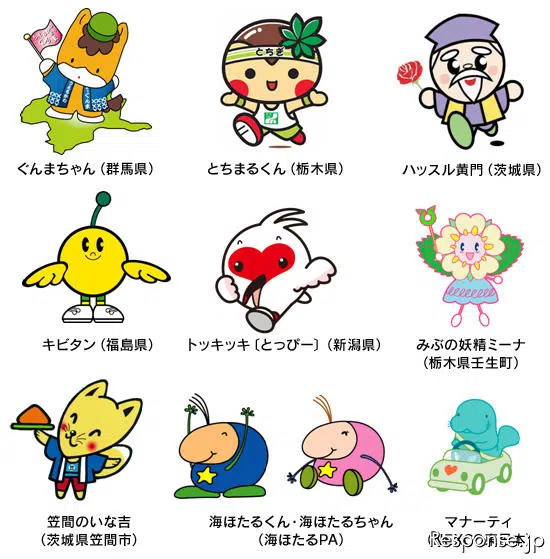 とちぎ
ぐんまちゃん（群馬県）
とちまるくん（栃木県）
ハッスル黄門（茨城県）
キビタン（福島県）
トッキッキ〔とっぴー〕（新潟県）
みぶの妖精ミーナ
（栃木県壬生町）
笠間のいな吉
（茨城県笠間市）
海ほたるくん・海ほたるちゃん
（海ほたるPA）
マナーティ
Response.jp